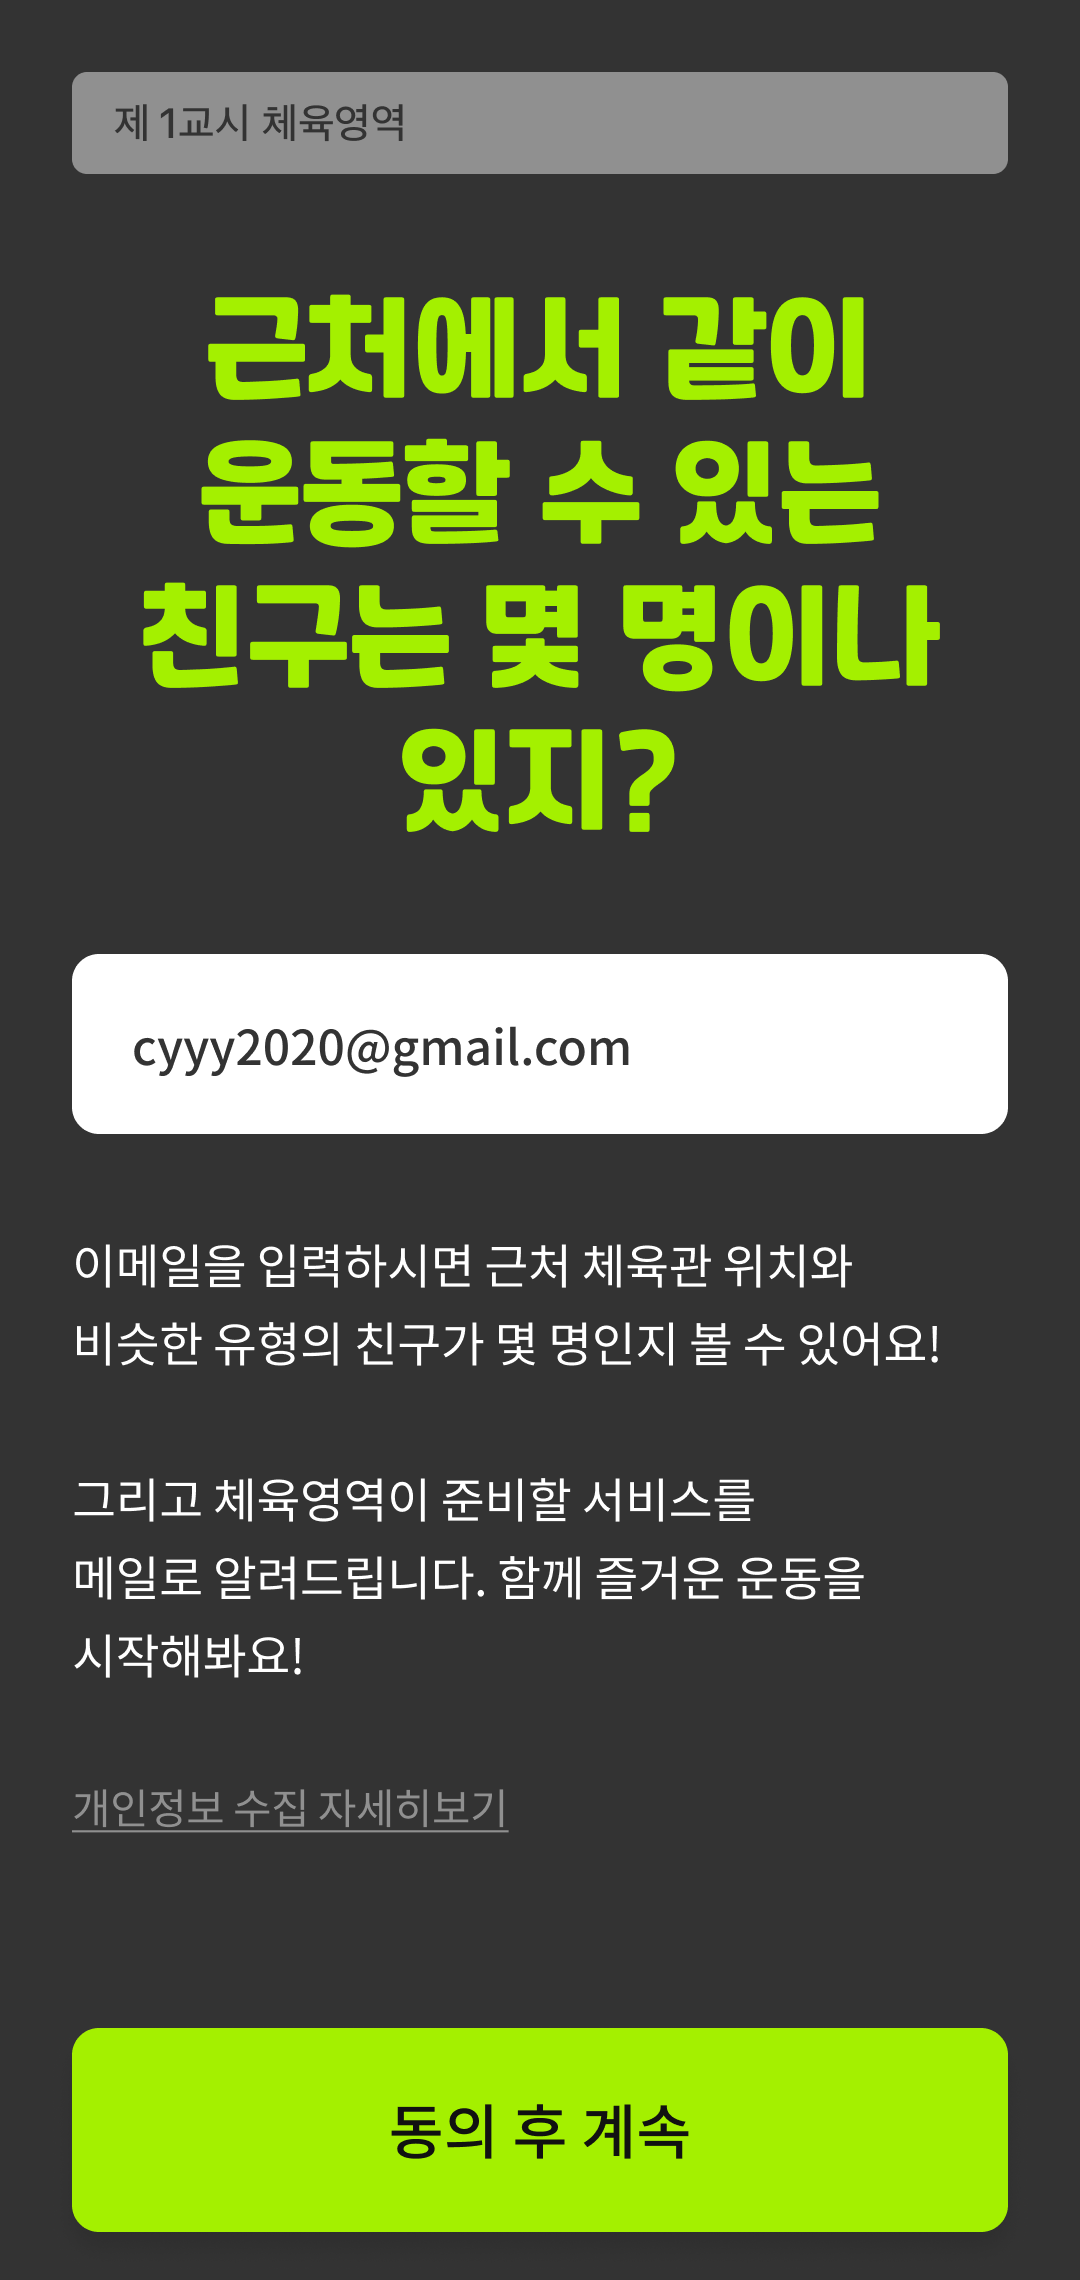 제 1교시 체육영역
근처에서 같이
운동할 수 있는
친구는 몇 명이나
있지?
cyyy2020@gmail.com
이메일을 입력하시면 근처 체육관 위치와
비슷한 유형의 친구가 몇 명인지 볼 수 있어요!
그리고 체육영역이 준비할 서비스를
메일로 알려드립니다. 함께 즐거운 운동을
시작해봐요!
개인정보 수집 자세히보기
동의 후 계속